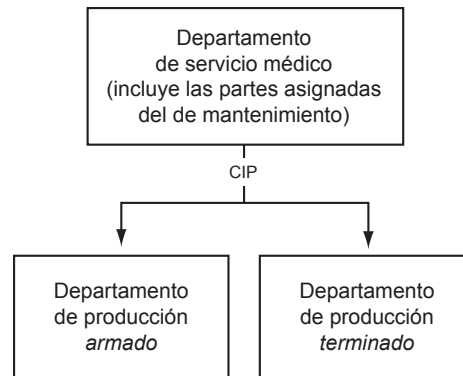 Departamento
de servicio médico
(incluye las partes asignadas
del de mantenimiento)
CIP
Departamento
de producción
armado
Departamento
de producción
terminado